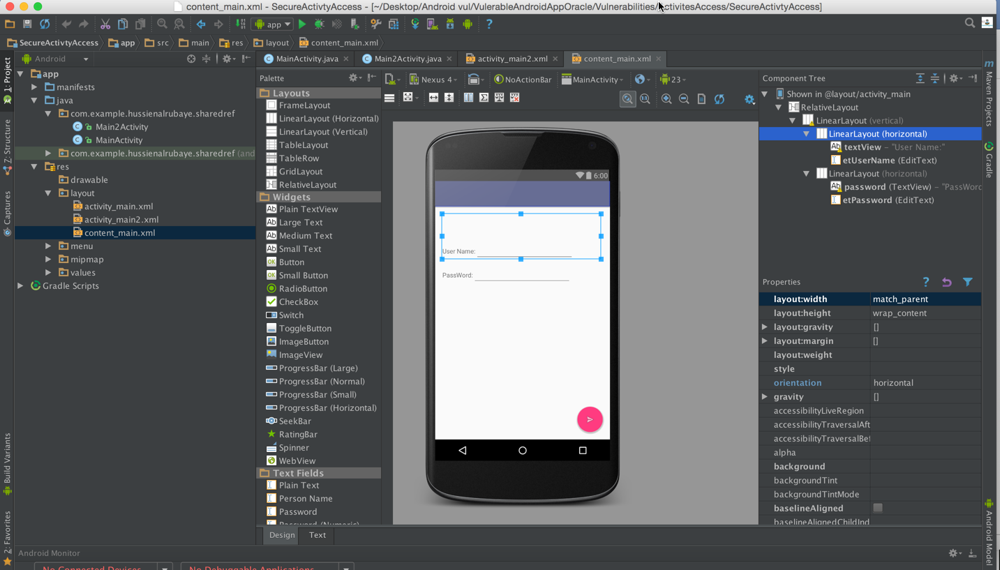 content_main.xml - SecureActivtyAccess - [~/Desktop/Android vul/VulerableAndroidAppOracle/Vulnerabilities/ActivitesAccess/SecureActivtyAccess]
app
SecureActivtyAccess app src main res layout content_main.xml
1: Project
Z: Structure
Captures
Build Variants
2: Favorites
Android
app
manifests
java
com.example.hussienalrubaye.sharedref
Main2Activity
MainActivity
com.example.hussienalrubaye.sharedref (and
res
drawable
layout
activity_main.xml
activity_main2.xml
content_main.xml
menu
mipmap
values
Gradle Scripts
MainActivity.java Main2Activity.java activity_main2.xml content_main.xml
Palette
Layouts
FrameLayout
LinearLayout (Horizontal)
LinearLayout (Vertical)
TableLayout
TableRow
GridLayout
RelativeLayout
Widgets
Plain TextView
Large Text
Medium Text
Small Text
Button
Small Button
RadioButton
CheckBox
Switch
ToggleButton
ImageButton
ImageView
ProgressBar (Large)
ProgressBar (Normal)
ProgressBar (Small)
ProgressBar (Horizontal)
SeekBar
RatingBar
Spinner
WebView
Text Fields
Plain Text
Person Name
Password
Password (Numeric)
Nexus 4 NoActionBar MainActivity 23
6:00
User Name:
PassWord:
Design Text
Component Tree
Shown in @layout/activity_main
RelativeLayout
LinearLayout (vertical)
LinearLayout (horizontal)
textView - "User Name:"
etUserName (EditText)
LinearLayout (horizontal)
password (TextView) - "PassWord
etPassword (EditText)
Properties
layout:width match_parent
layout:height wrap_content
layout:gravity []
layout:margin []
layout:weight
style
orientation horizontal
gravity []
accessibilityLiveRegion
accessibilityTraversalAft
accessibilityTraversalBef
alpha
background
backgroundTint
backgroundTintMode
baselineAligned
baselineAlignedChildInd
Maven Projects
Gradle
Android Model
Android Monitor
No Connected Devices
No Debuggable Applications